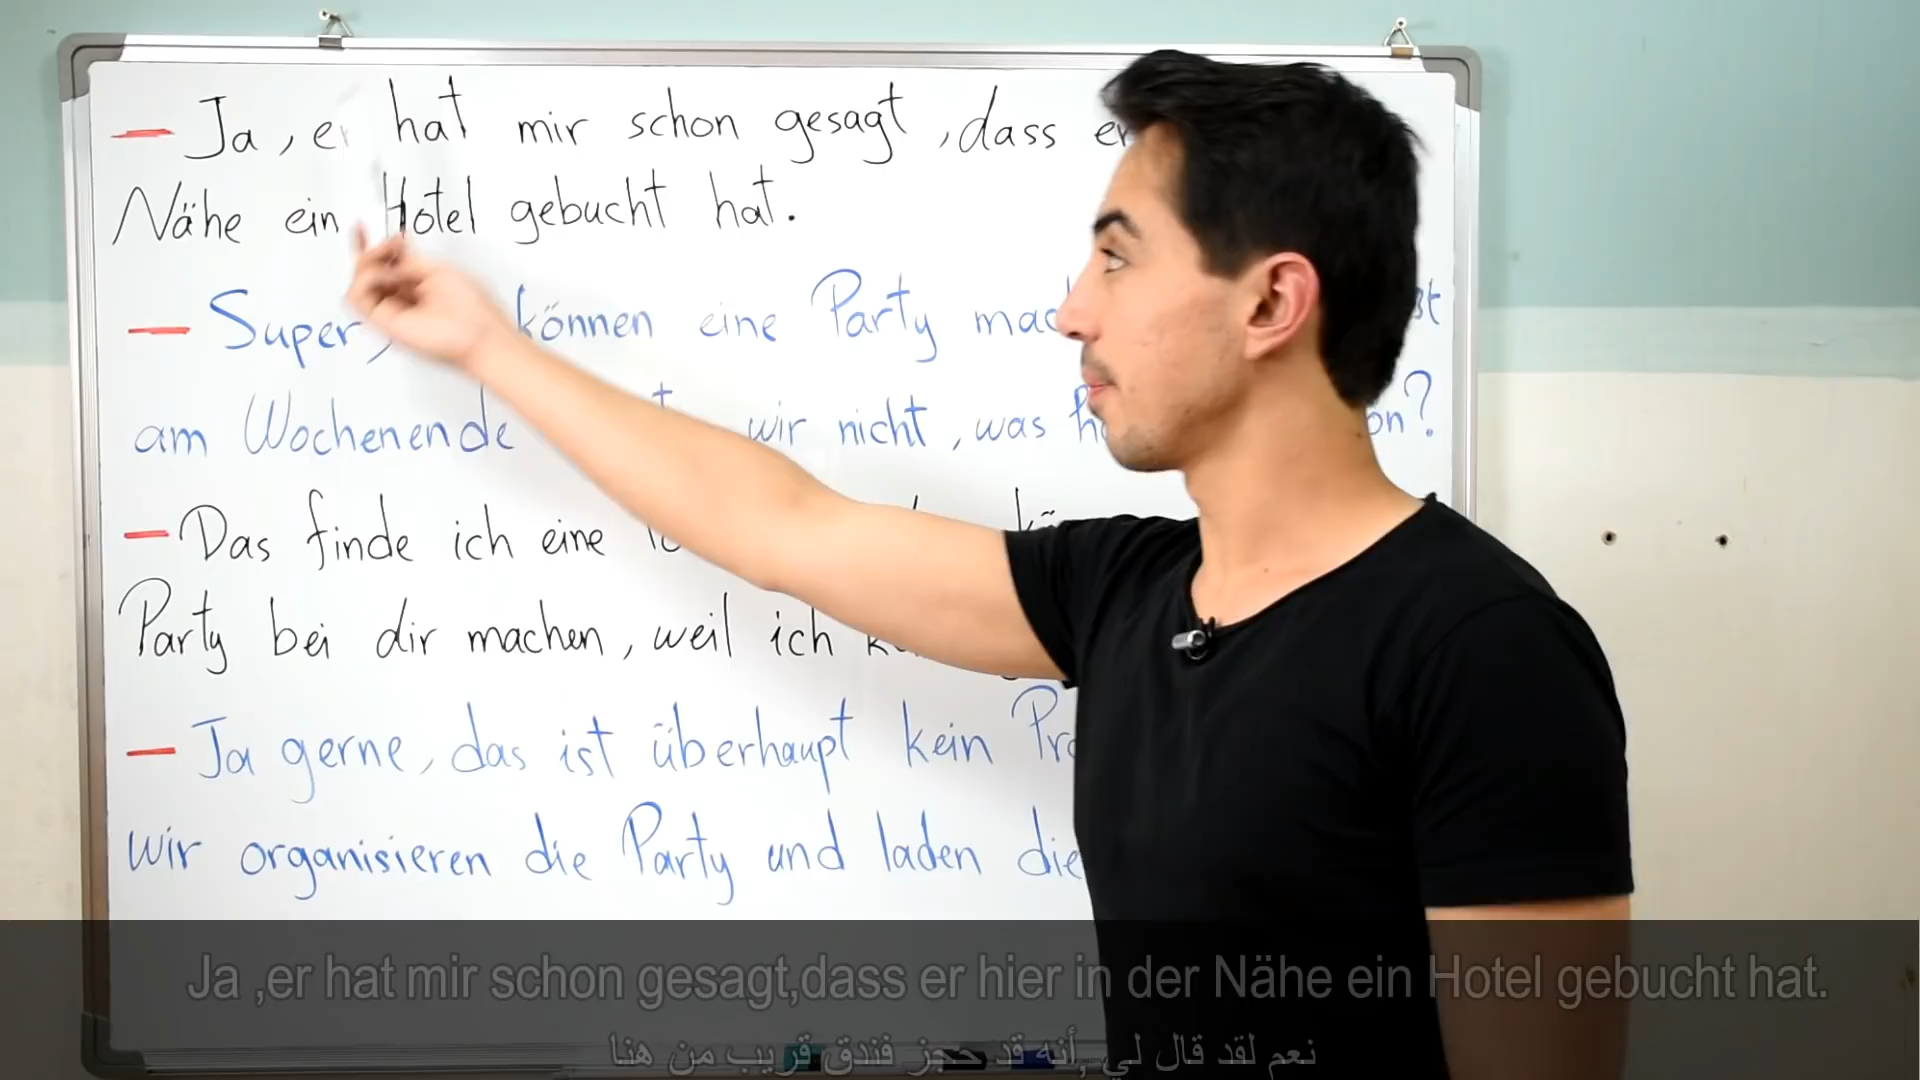 – Ja, er hat mir schon gesagt, dass er
Nähe ein Hotel gebucht hat.
– Super, können eine Party
am Wochenende wir nicht, was
– Das finde ich eine
Party bei dir machen, weil ich
– Ja gerne, das ist überhaupt kein
wir organisieren die Party und laden die
Ja ,er hat mir schon gesagt,dass er hier in der Nähe ein Hotel gebucht hat.
نعم لقد قال لي ,أنه قد حجز فندق قريب من هنا